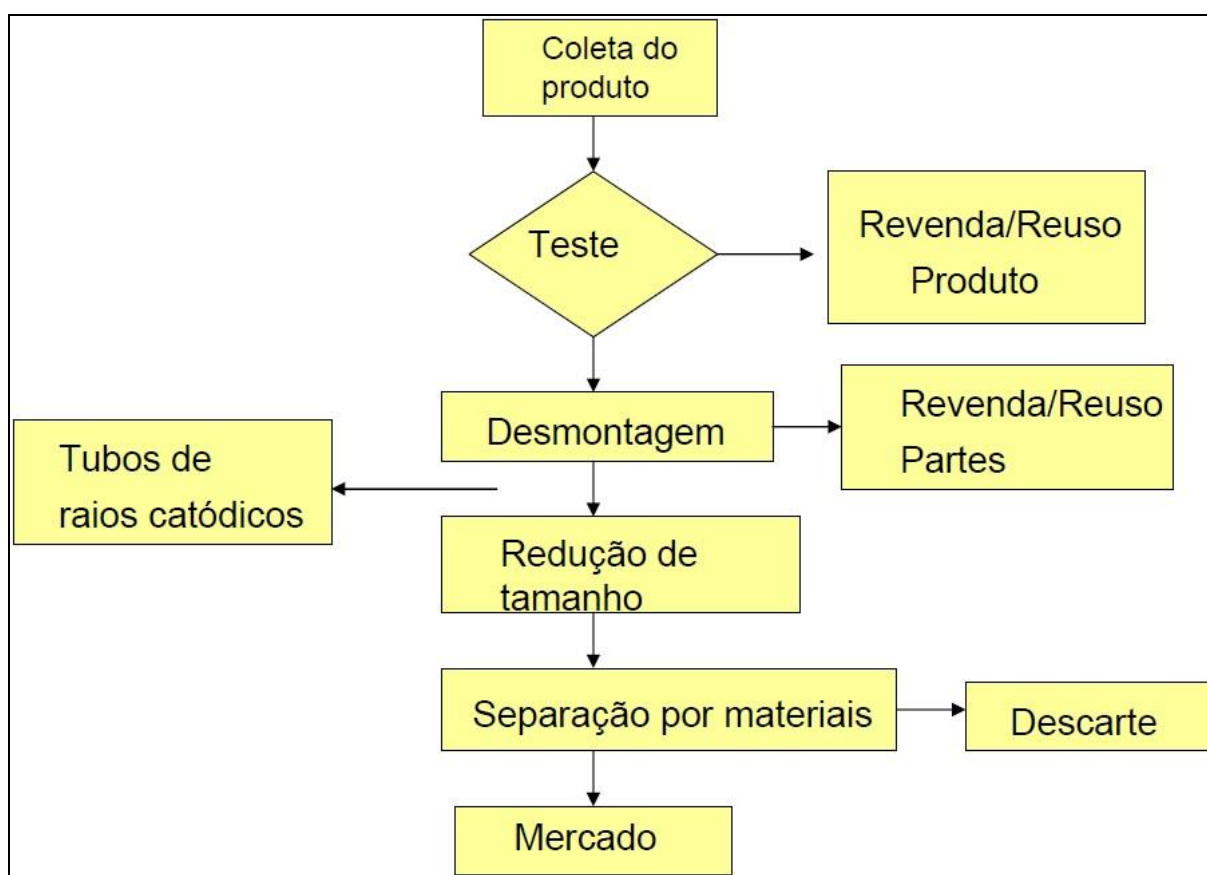 Coleta do
produto
Teste
Revenda/Reuso
Produto
Desmontagem
Revenda/Reuso
Partes
Tubos de
raios catódicos
Redução de
tamanho
Separação por materiais
Descarte
Mercado